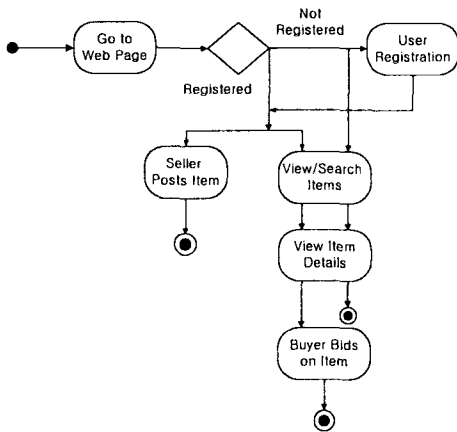 Not
Registered
Go to
Web Page
User
Registration
Registered
Seller
Posts Item
View/Search
Items
View Item
Details
Buyer Bids
on Item